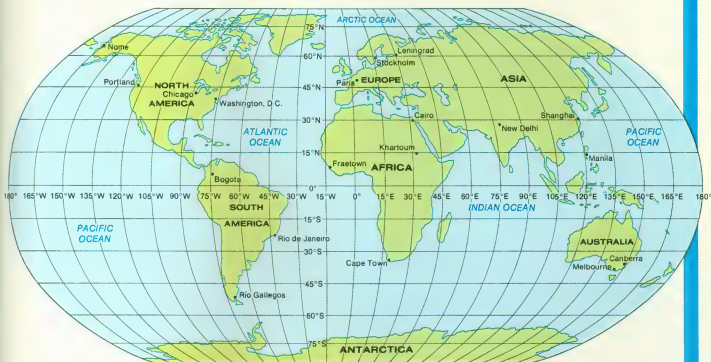 ARCTIC OCEAN
75°N
Nome
Leningrad
60°N
Stockholm
Portland
NORTH
AMERICA
Chicago
Paris
EUROPE
ASIA
45°N
Washington, D.C.
Cairo
Shanghai
30°N
New Delhi
ATLANTIC
OCEAN
PACIFIC
OCEAN
Khartoum
15°N
Manila
Fraetown
AFRICA
Bogota
0°
180° 165°W 150°W 135°W 120°W 105°W 90°W 75°W 60°W 45°W 30°W 15°W 0° 15°E 30°E 45°E 60°E 75°E 90°E 105°E 120°E 135°E 150°E 165°E 180°
SOUTH
AMERICA
INDIAN OCEAN
15°S
PACIFIC
OCEAN
Rio de Janeiro
AUSTRALIA
30°S
Cape Town
Canberra
Melbourne
45°S
Rio Gallegos
60°S
75°S
ANTARCTICA